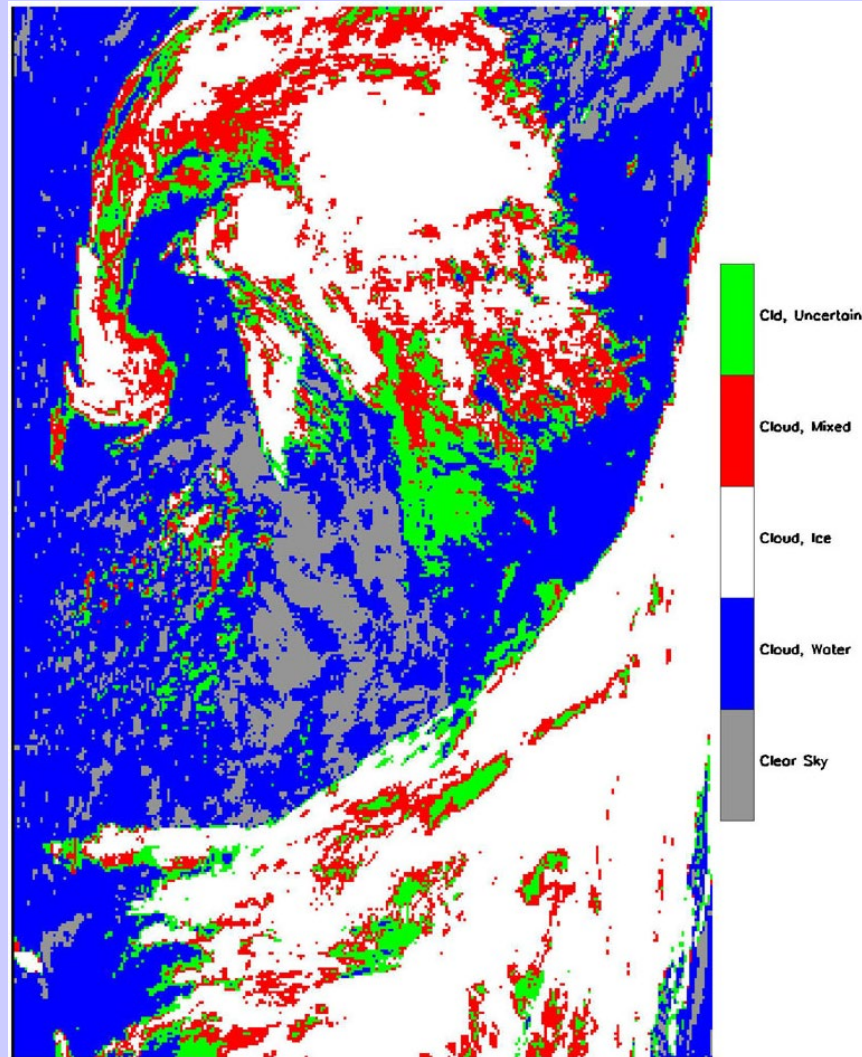 Cld, Uncertain
Cloud, Mixed
Cloud, Ice
Cloud, Water
Clear Sky